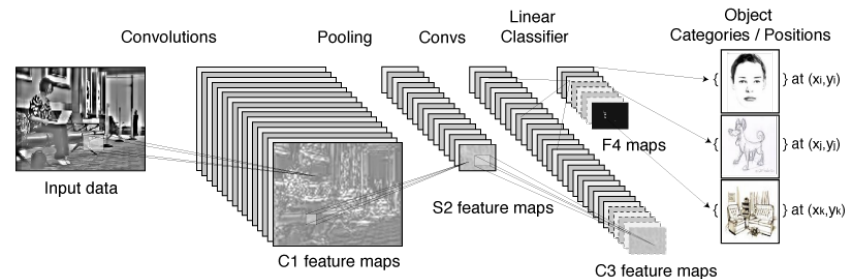 Convolutions
Pooling
Convs
Linear
Classifier
Object
Categories / Positions
Input data
C1 feature maps
S2 feature maps
C3 feature maps
F4 maps
{ } at (xi,yi)
{ } at (xj,yj)
{ } at (xk,yk)